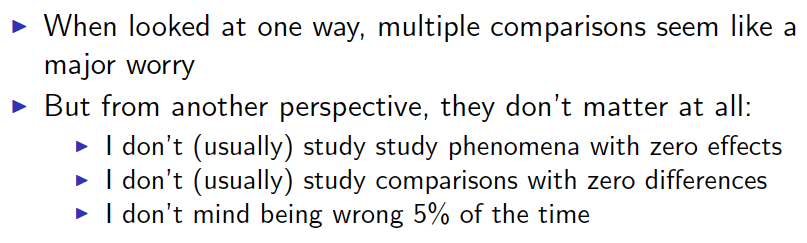 When looked at one way, multiple comparisons seem like a
major worry
But from another perspective, they don't matter at all:
I don't (usually) study study phenomena with zero effects
I don't (usually) study comparisons with zero differences
I don't mind being wrong 5% of the time